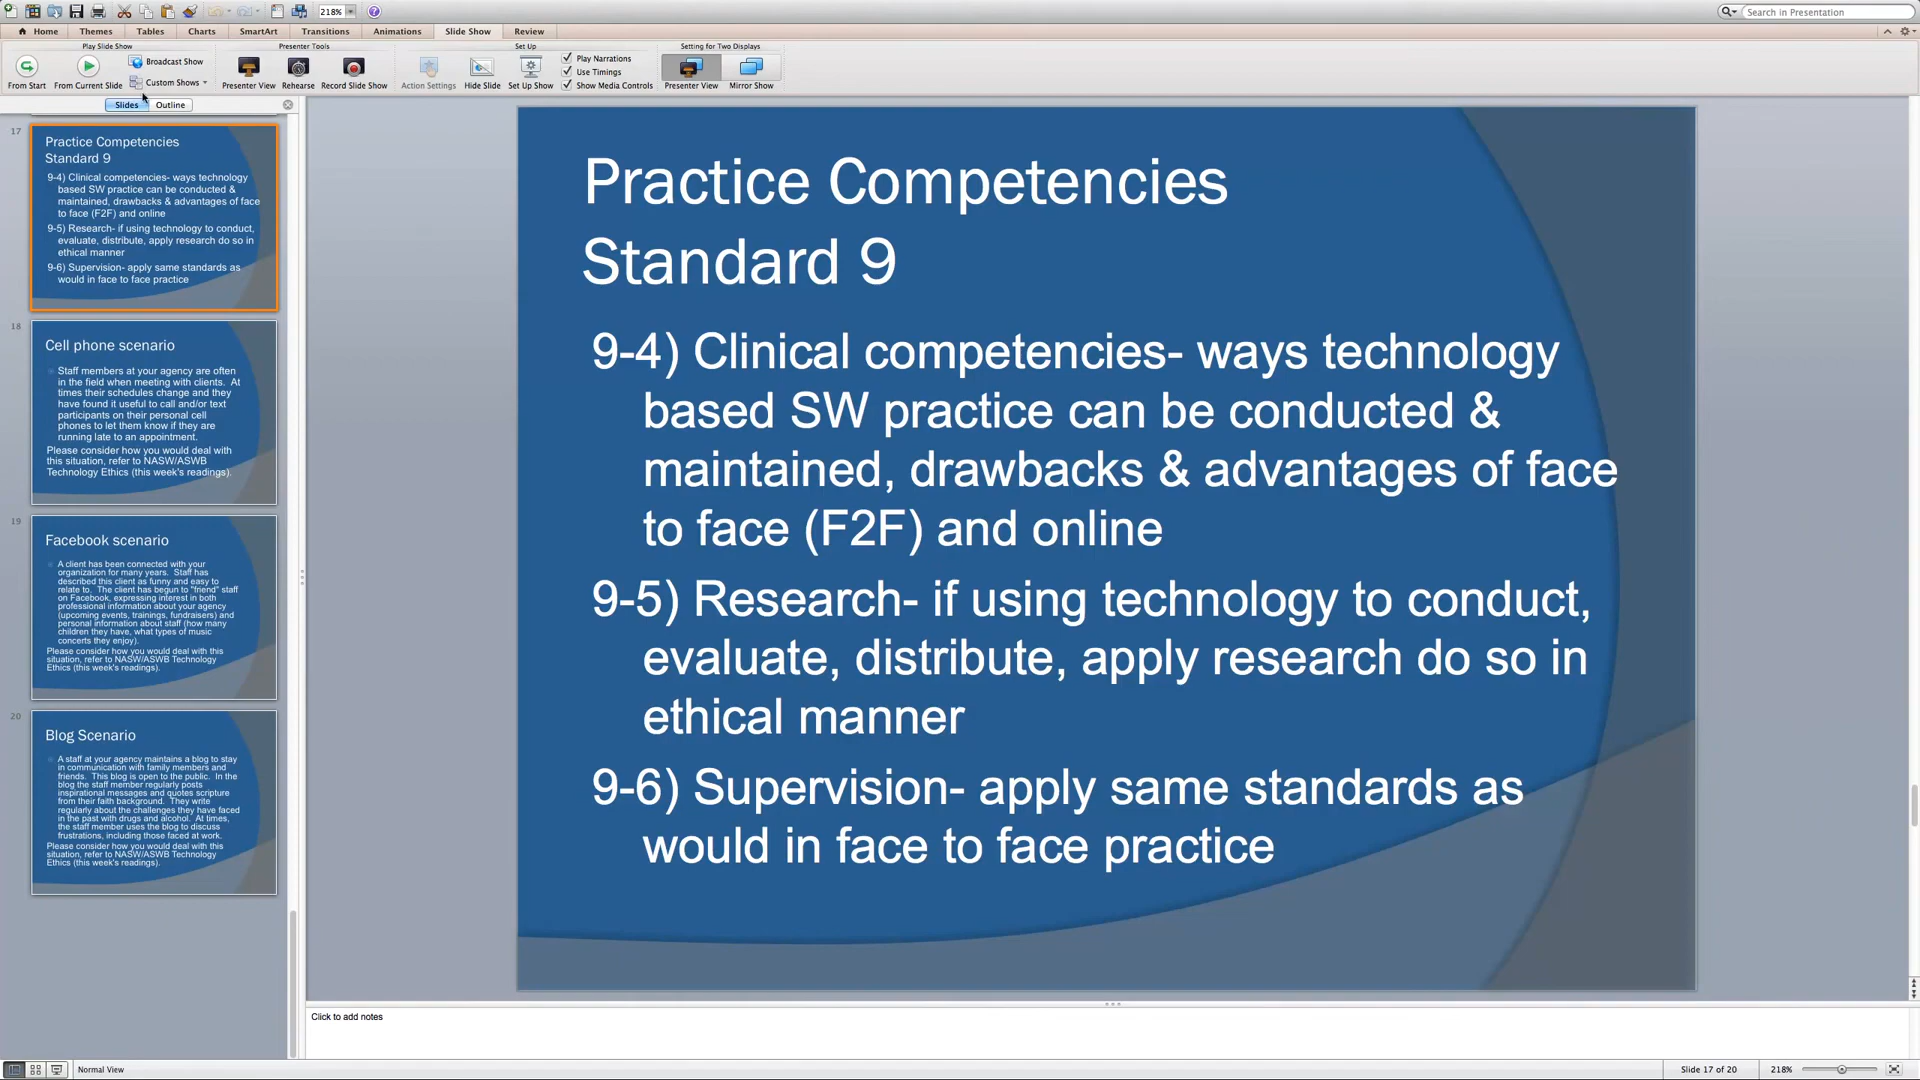 218%
Search in Presentation
Home Themes Tables Charts SmartArt Transitions Animations Slide Show Review
Play Slide Show Presenter Tools Set Up Setting for Two Displays
From Start From Current Slide Broadcast Show Custom Shows
Presenter View Rehearse Record Slide Show
Action Settings Hide Slide Set Up Show
Play Narrations
Use Timings
Show Media Controls
Presenter View Mirror Show
Slides Outline
17
Practice Competencies
Standard 9
9-4) Clinical competencies- ways technology
based SW practice can be conducted &
maintained, drawbacks & advantages of face
to face (F2F) and online
9-5) Research- if using technology to conduct,
evaluate, distribute, apply research do so in
ethical manner
9-6) Supervision- apply same standards as
would in face to face practice
18
Cell phone scenario
Staff members at your agency are often
in the field when meeting with clients. At
times their schedules change and they
have found it useful to call and/or text
participants on their personal cell
phones to let them know if they are
running late to an appointment.
Please consider how you would deal with
this situation, refer to NASW/ASWB
Technology Ethics (this week's readings).
19
Facebook scenario
A client has been connected with your
organization for many years. Staff has
described this client as funny and easy to
relate to. The client has begun to "friend" staff
on Facebook, expressing interest in both
professional information about your agency
(upcoming events, trainings, fundraisers) and
personal information about staff (how many
children they have, what types of music
concerts they enjoy).
Please consider how you would deal with this
situation, refer to NASW/ASWB Technology
Ethics (this week's readings).
20
Blog Scenario
A staff at your agency maintains a blog to stay
in communication with family members and
friends. This blog is open to the public. In the
blog the staff member regularly posts
inspirational messages and quotes scripture
from their faith background. They write
regularly about the challenges they have faced
in the past with drugs and alcohol. At times,
the staff member uses the blog to discuss
frustrations, including those faced at work.
Please consider how you would deal with this
situation, refer to NASW/ASWB Technology
Ethics (this week's readings).
Practice Competencies
Standard 9
9-4) Clinical competencies- ways technology
based SW practice can be conducted &
maintained, drawbacks & advantages of face
to face (F2F) and online
9-5) Research- if using technology to conduct,
evaluate, distribute, apply research do so in
ethical manner
9-6) Supervision- apply same standards as
would in face to face practice
Click to add notes
Normal View
Slide 17 of 20
218%